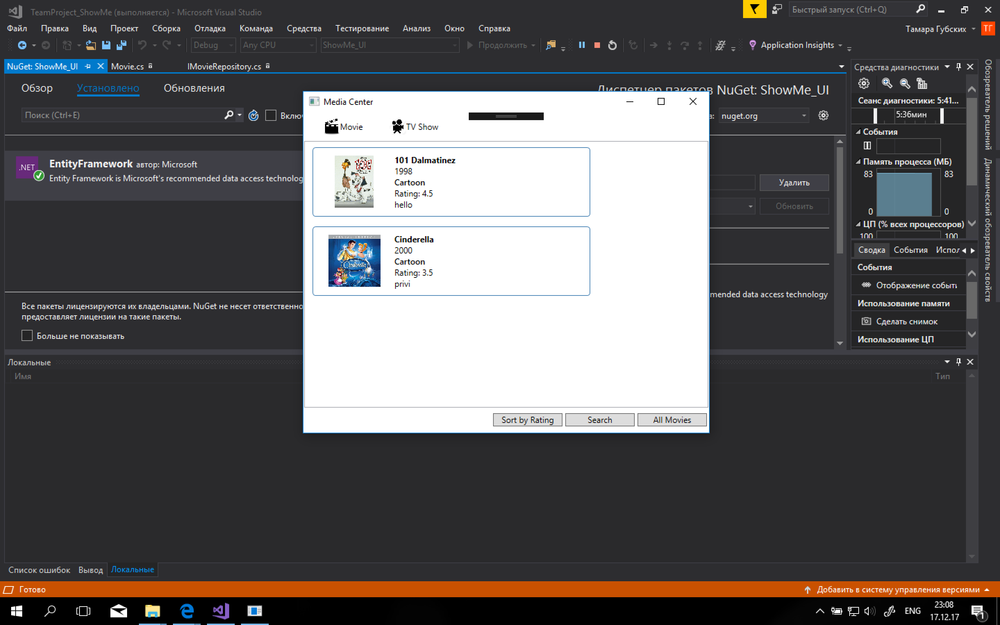 TeamProject_ShowMe (выполняется) - Microsoft Visual Studio
Быстрый запуск (Ctrl+Q)
Файл Правка Вид Проект Сборка Отладка Команда Средства Тестирование Анализ Окно Справка
Тамара Губских ТГ
Debug Any CPU ShowMe_UI Продолжить Application Insights
NuGet: ShowMe_UI Movie.cs IMovieRepository.cs
Обзор Установлено Обновления
Диспетчер пакетов NuGet: ShowMe_UI
Поиск (Ctrl+E) Включ
а: nuget.org
.NET
EntityFramework автор: Microsoft
Entity Framework is Microsoft's recommended data access technolog
Удалить
Обновить
mended data access technology
Все пакеты лицензируются их владельцами. NuGet не несет ответственно
предоставляет лицензии на такие пакеты.
Больше не показывать
Media Center
Movie TV Show
101 Dalmatinez
1998
Cartoon
Rating: 4.5
hello
Cinderella
2000
Cartoon
Rating: 3.5
privi
Sort by Rating Search All Movies
Средства диагностики
Сеанс диагностики: 5:41...
5:36мин
События
Память процесса (МБ)
83 83
0 0
ЦП (% всех процессоров)
100 100
Сводка События Испол
События
Отображение событи
Использование памяти
Сделать снимок
Использование ЦП
Обозреватель решений
Динамический обозреватель свойств
Локальные
Имя Тип
Список ошибок Вывод Локальные
Готово
Добавить в систему управления версиями
ENG
23:08
17.12.17
1